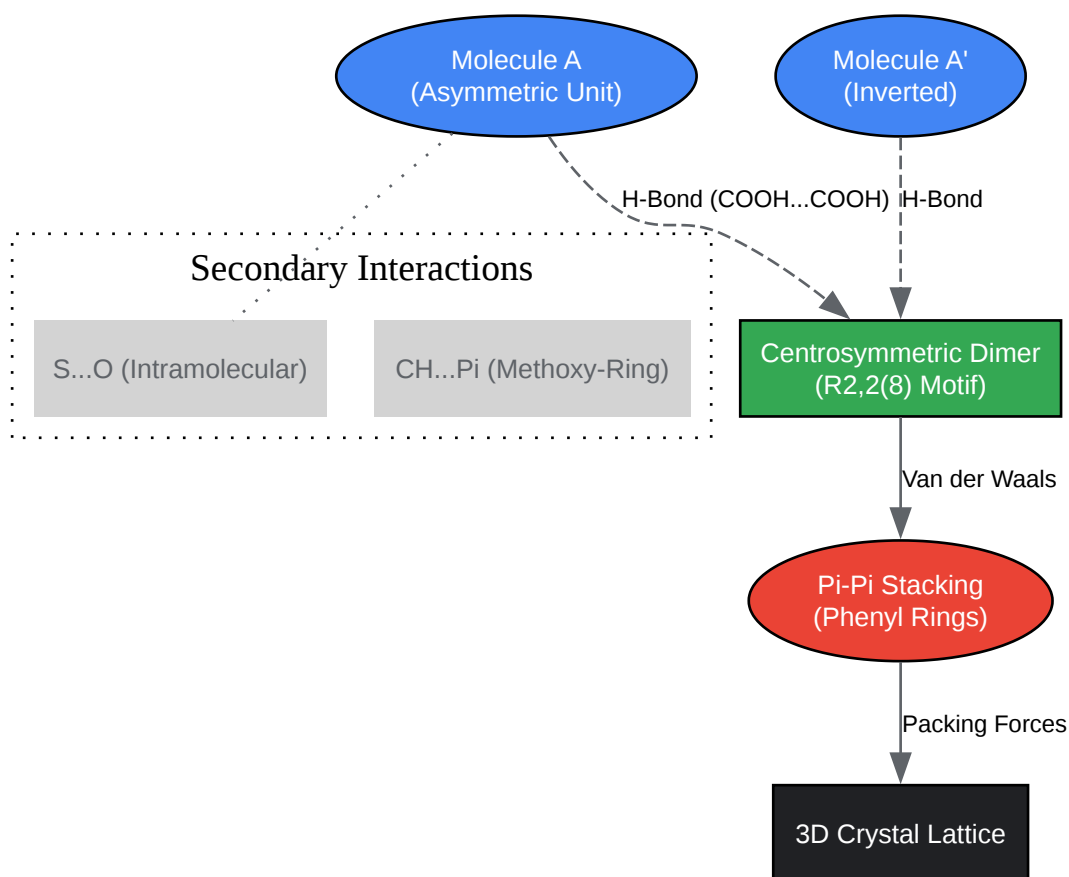 Molecule A
(Asymmetric Unit)
Molecule A'
(Inverted)
H-Bond (COOH...COOH)
H-Bond
Secondary Interactions
S...O (Intramolecular)
CH...Pi (Methoxy-Ring)
Centrosymmetric Dimer
(R2,2(8) Motif)
Van der Waals
Pi-Pi Stacking
(Phenyl Rings)
Packing Forces
3D Crystal Lattice